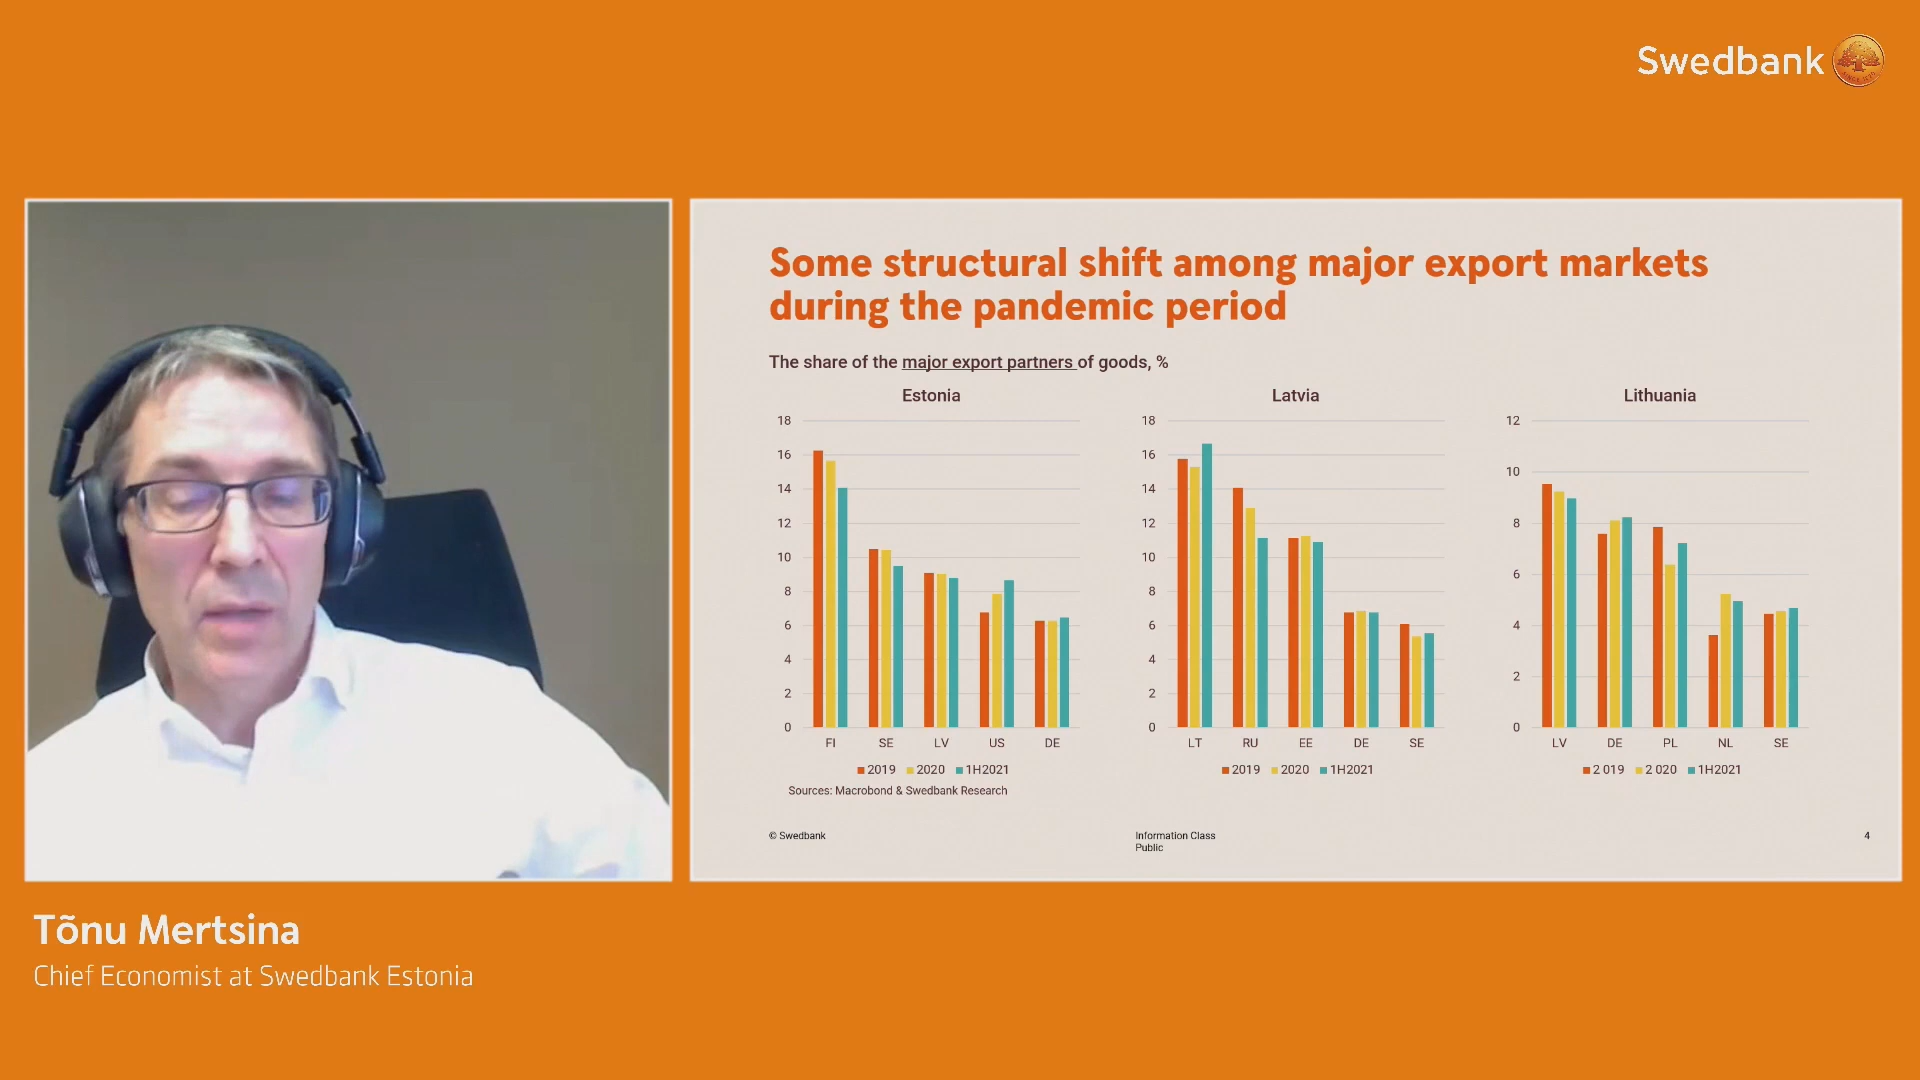 Swedbank
Some structural shift among major export markets
during the pandemic period
The share of the major export partners of goods, %
Estonia
18
16
14
12
10
8
6
4
2
0
FI SE LV US DE
2019 2020 1H2021
Sources: Macrobond & Swedbank Research
Latvia
18
16
14
12
10
8
6
4
2
0
LT RU EE DE SE
2019 2020 1H2021
Lithuania
12
10
8
6
4
2
0
LV DE PL NL SE
2 019 2 020 1H2021
© Swedbank
Information Class
Public
4
Tõnu Mertsina
Chief Economist at Swedbank Estonia